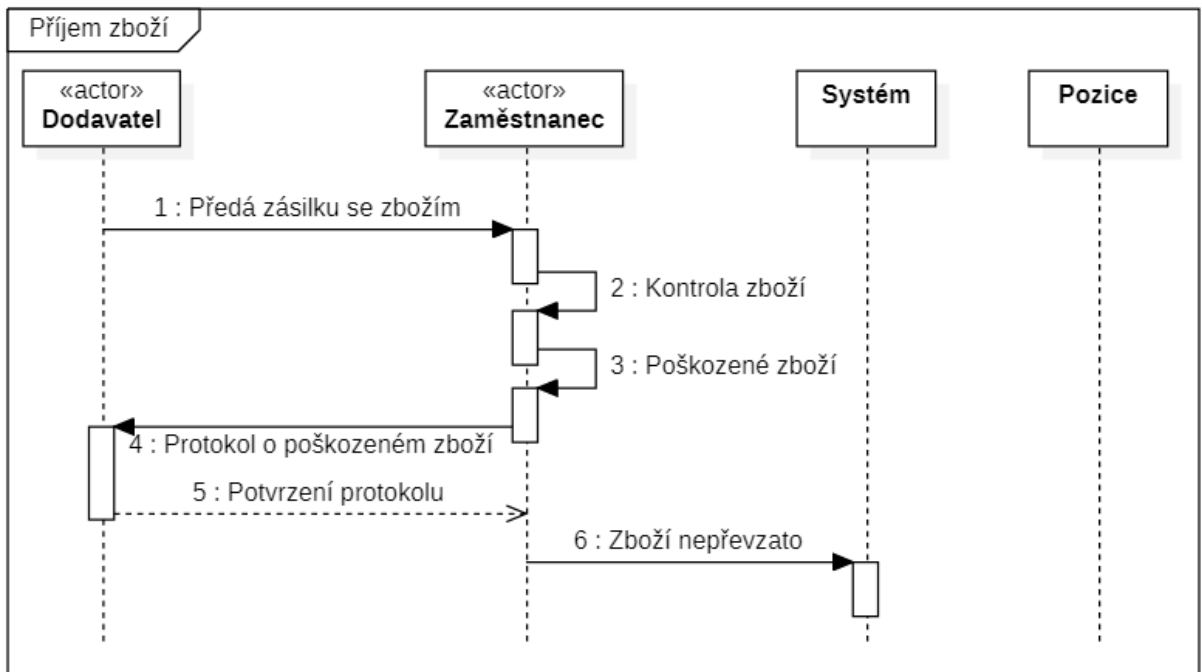 Příjem zboží
«actor»
Dodavatel
«actor»
Zaměstnanec
Systém
Pozice
1 : Předá zásilku se zbožím
2 : Kontrola zboží
3 : Poškozené zboží
4 : Protokol o poškozeném zboží
5 : Potvrzení protokolu
6 : Zboží nepřevzato